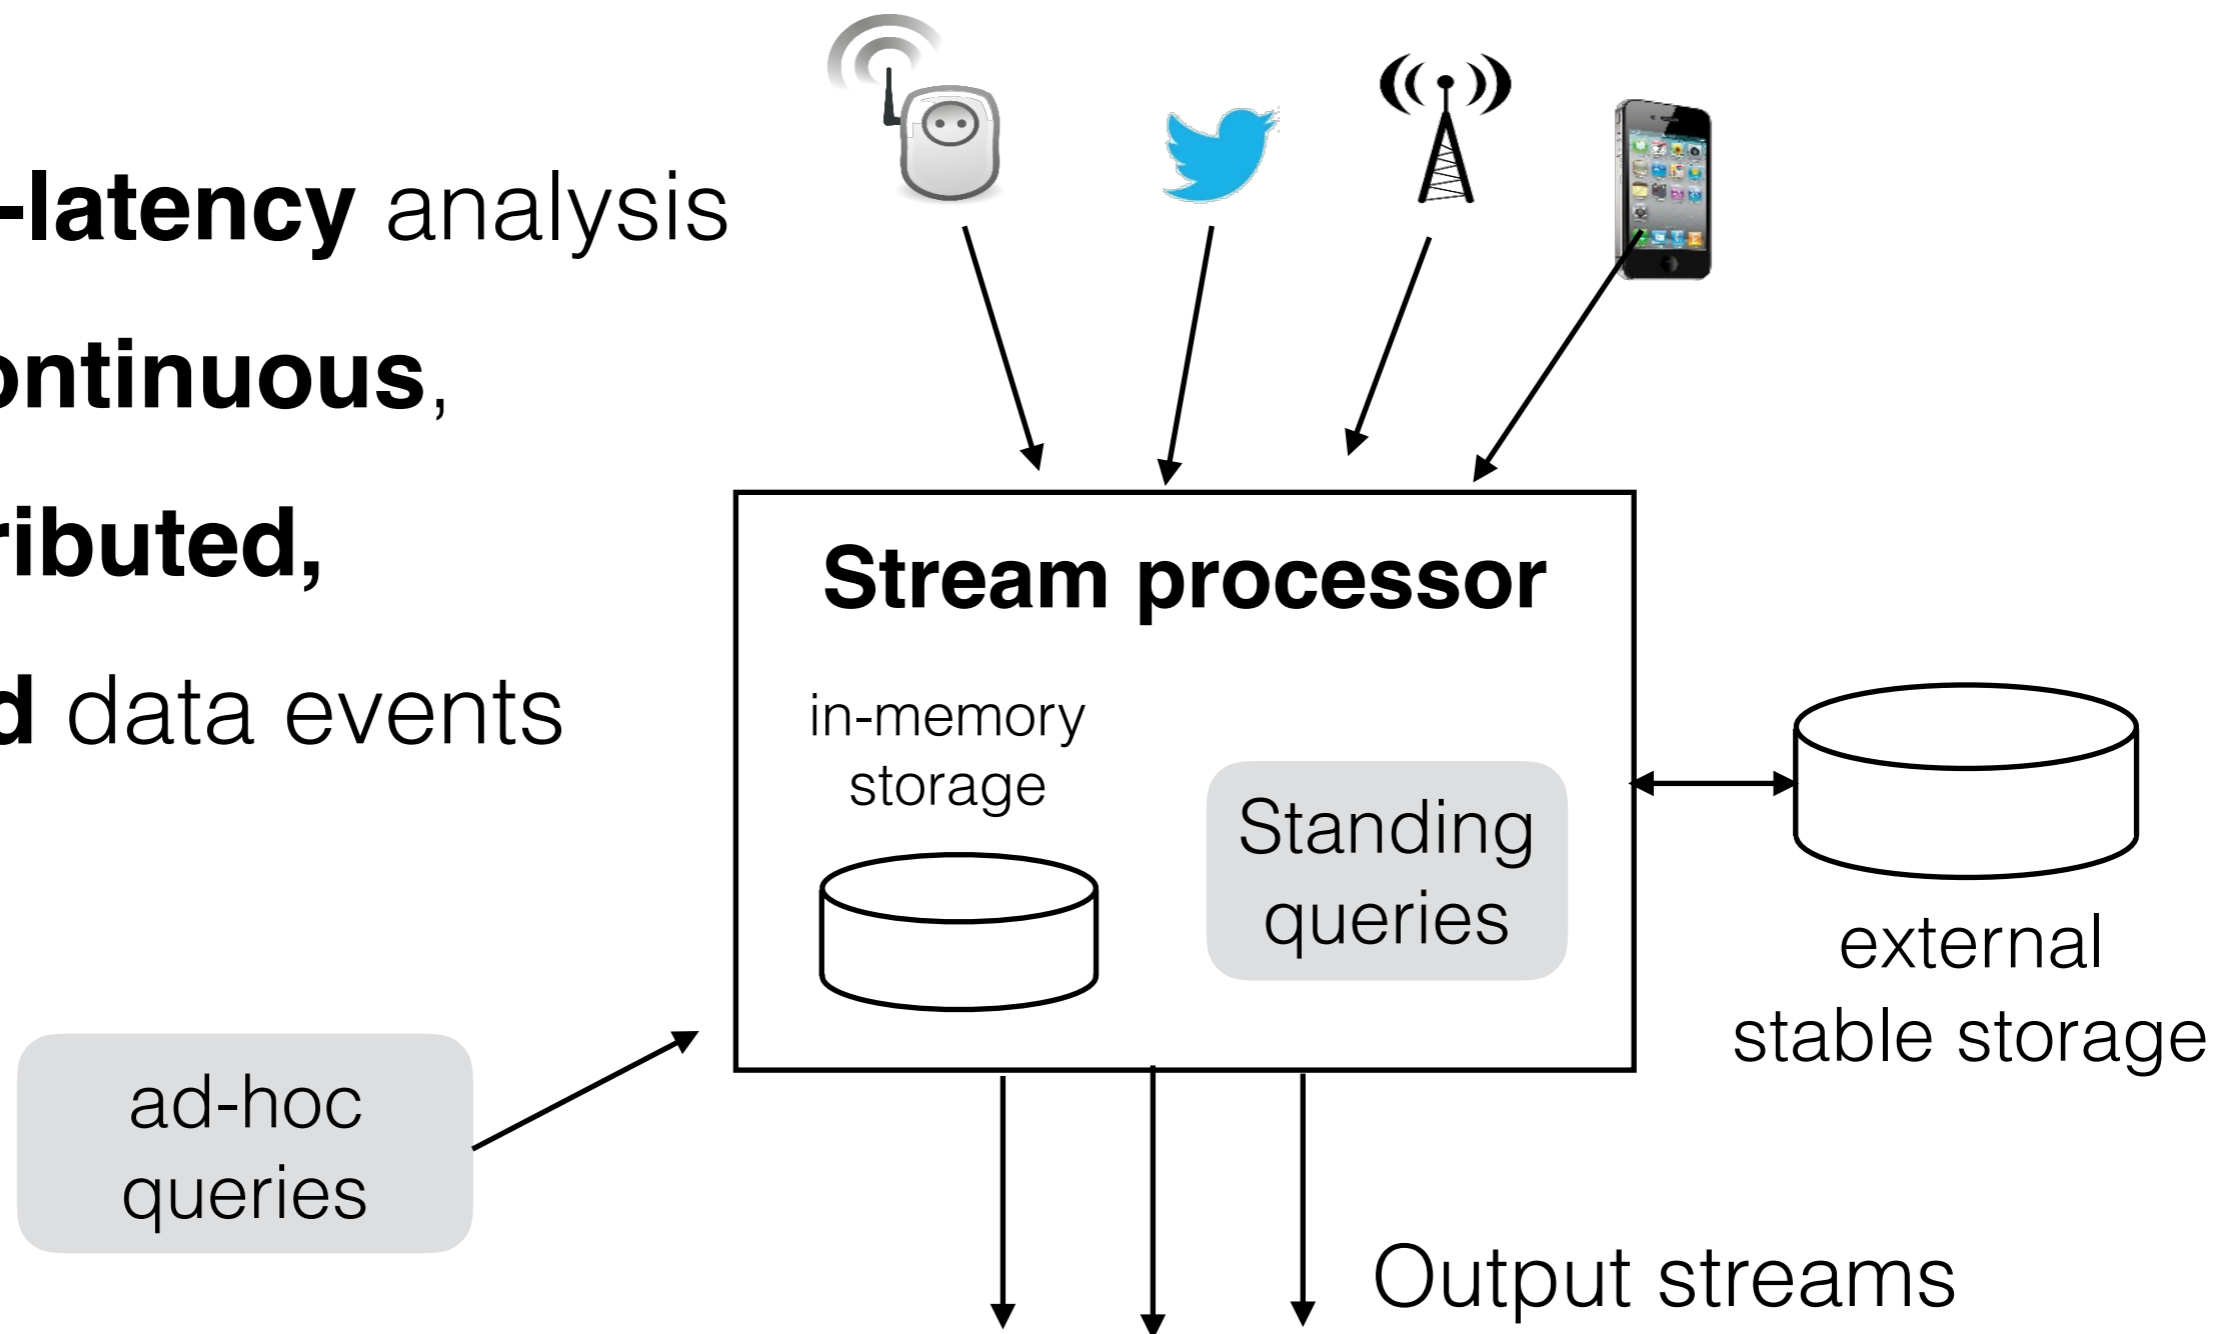 -latency analysis
ontinuous,
ributed,
d data events
Stream processor
in-memory
storage
Standing
queries
external
stable storage
ad-hoc
queries
Output streams